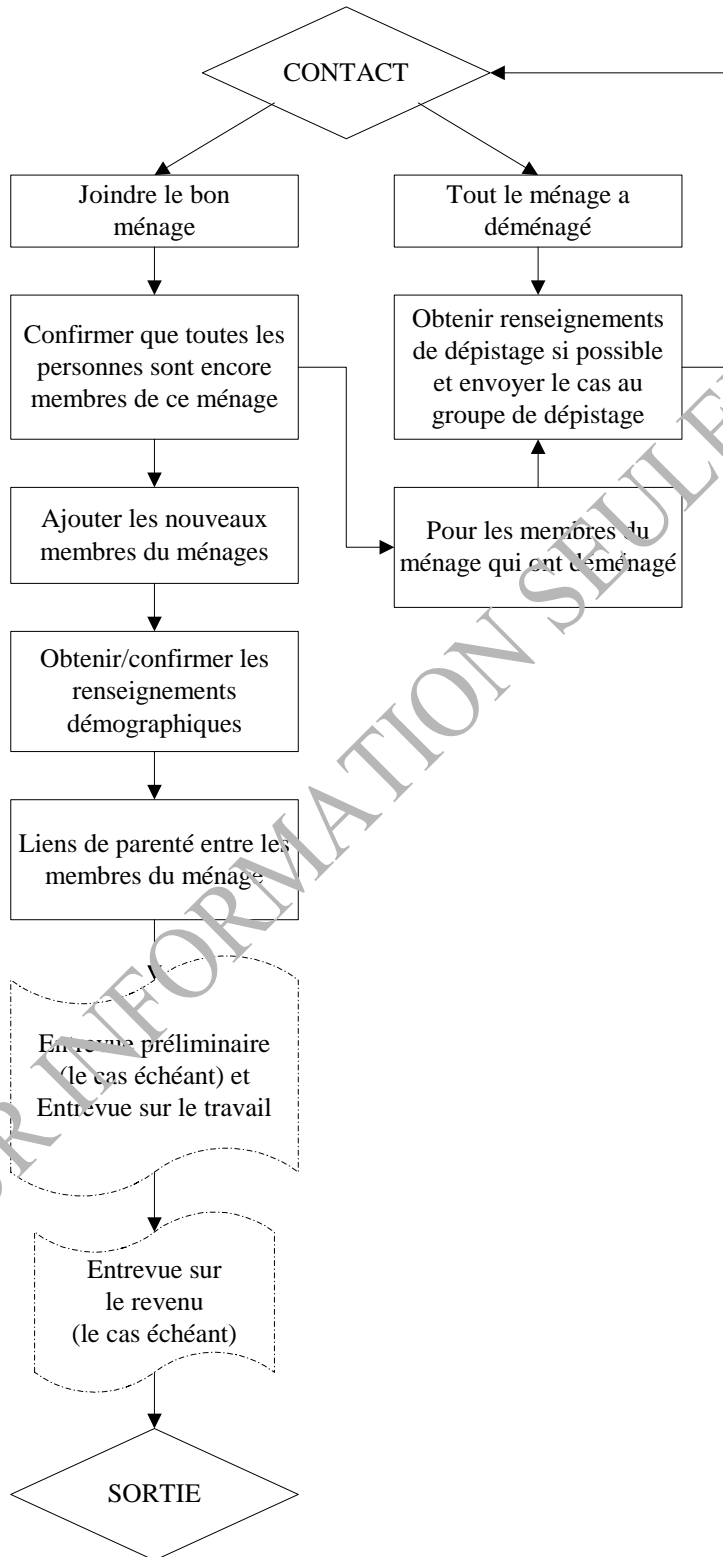 CONTACT
Joindre le bon
ménage
Tout le ménage a
déménagé
Confirmer que toutes les
personnes sont encore
membres de ce ménage
Obtenir renseignements
de dépistage si possible
et envoyer le cas au
groupe de dépistage
Ajouter les nouveaux
membres du ménages
Pour les membres du
ménage qui ont deménagé
Obtenir/confirmer les
renseignements
démographiques
Liens de parenté entre les
membres du ménage
Entrevue préliminaire
(le cas échéant) et
Entrevue sur le travail
Entrevue sur
le revenu
(le cas échéant)
SORTIE
INFORMATION